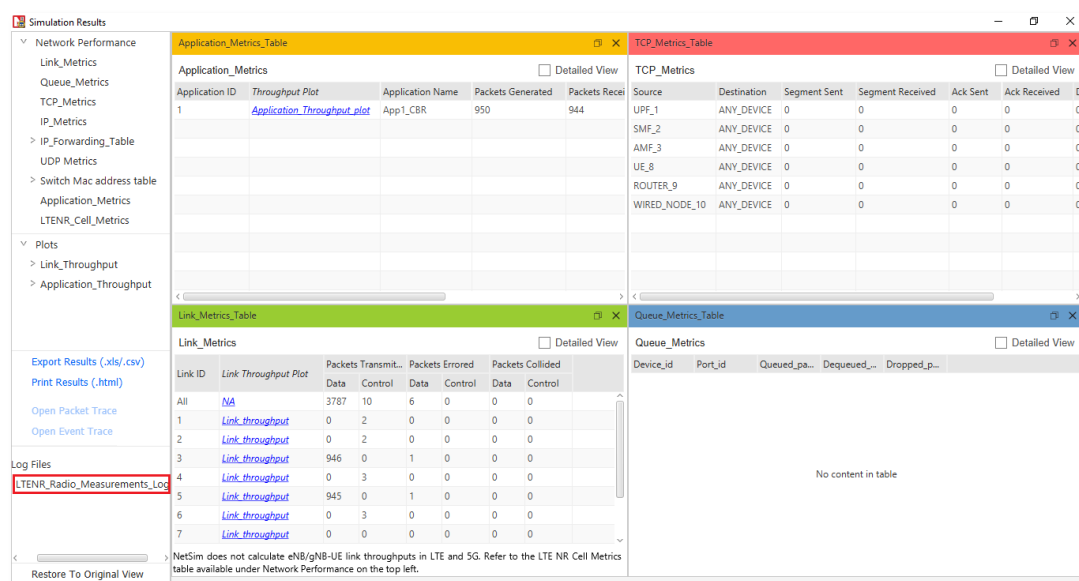 Simulation Results
Network Performance
Link_Metrics
Queue_Metrics
TCP_Metrics
IP_Metrics
> IP_Forwarding_Table
UDP Metrics
> Switch Mac address table
Application_Metrics
LTENR_Cell_Metrics
Plots
> Link_Throughput
> Application_Throughput
Export Results (.xls/.csv)
Print Results (.html)
Open Packet Trace
Open Event Trace
Log Files
LTENR_Radio_Measurements_Log
Restore To Original View
Application_Metrics_Table
Application_Metrics Detailed View
Application ID Throughput Plot Application Name Packets Generated Packets Recei
1 Application_Throughput_plot App1_CBR 950 944
TCP_Metrics_Table
TCP_Metrics Detailed View
Source Destination Segment Sent Segment Received Ack Sent Ack Received
UPF_1 ANY_DEVICE 0 0 0 0
SMF_2 ANY_DEVICE 0 0 0 0
AMF_3 ANY_DEVICE 0 0 0 0
UE_8 ANY_DEVICE 0 0 0 0
ROUTER_9 ANY_DEVICE 0 0 0 0
WIRED_NODE_10 ANY_DEVICE 0 0 0 0
Link_Metrics_Table
Link_Metrics Detailed View
Link ID Link Throughput Plot Packets Transmit... Packets Errored Packets Collided
Data Control Data Control Data Control
All NA 3787 10 6 0 0 0
1 Link_throughput 0 2 0 0 0 0
2 Link_throughput 0 2 0 0 0 0
3 Link_throughput 946 0 1 0 0 0
4 Link_throughput 0 3 0 0 0 0
5 Link_throughput 945 0 1 0 0 0
6 Link_throughput 0 3 0 0 0 0
7 Link_throughput 0 0 0 0 0 0
NetSim does not calculate eNB/gNB-UE link throughputs in LTE and 5G. Refer to the LTE NR Cell Metrics
table available under Network Performance on the top left.
Queue_Metrics_Table
Queue_Metrics Detailed View
Device_id Port_id Queued_pa... Dequeued_... Dropped_p...
No content in table